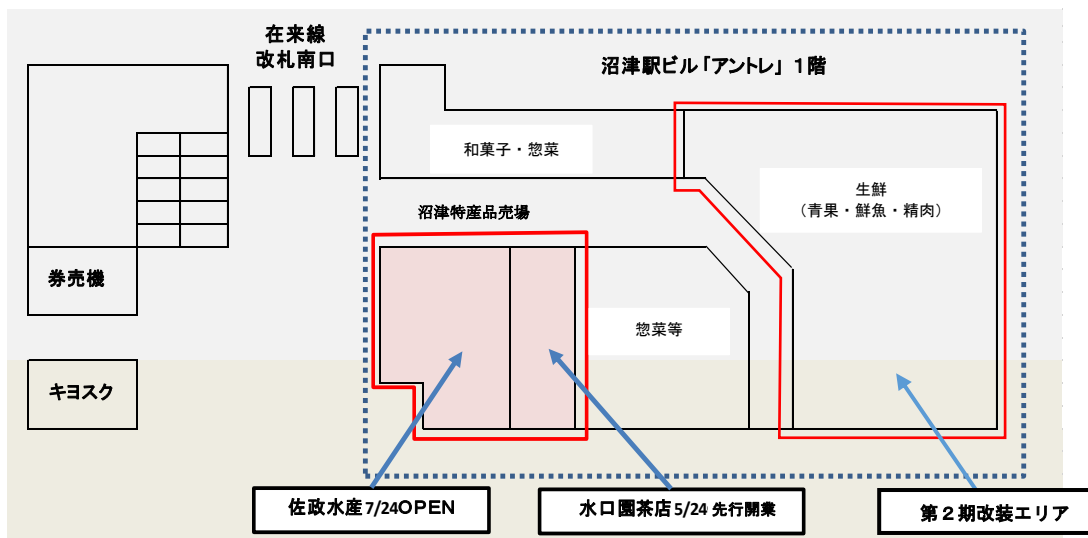 在来線
改札南口
沼津駅ビル「アントレ」 1階
和菓子・惣菜
生鮮
（青果・鮮魚・精肉）
沼津特産品売場
券売機
惣菜等
キヨスク
佐政水産 7/24OPEN
水口園茶店 5/24 先行開業
第２期改装エリア